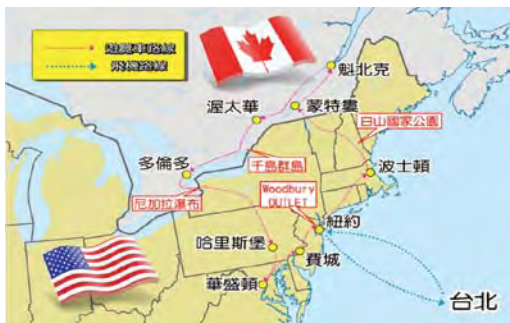 遊覽車路線
飛機路線
魁北克
渥太華
蒙特婁
白山國家公園
多倫多
千島群島
波士頓
尼加拉瀑布
Woodbury
OUTLET
紐約
哈里斯堡
費城
華盛頓
台北